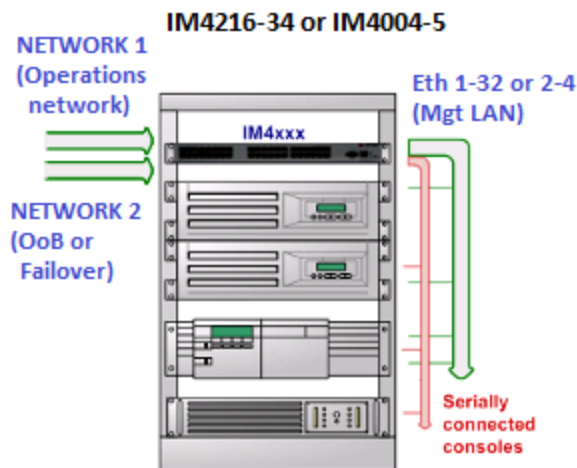 IM4216-34 or IM4004-5
NETWORK 1
(Operations
network)
Eth 1-32 or 2-4
(Mgt LAN)
IM4xxx
NETWORK 2
(OoB or
Failover)
Serially
connected
consoles